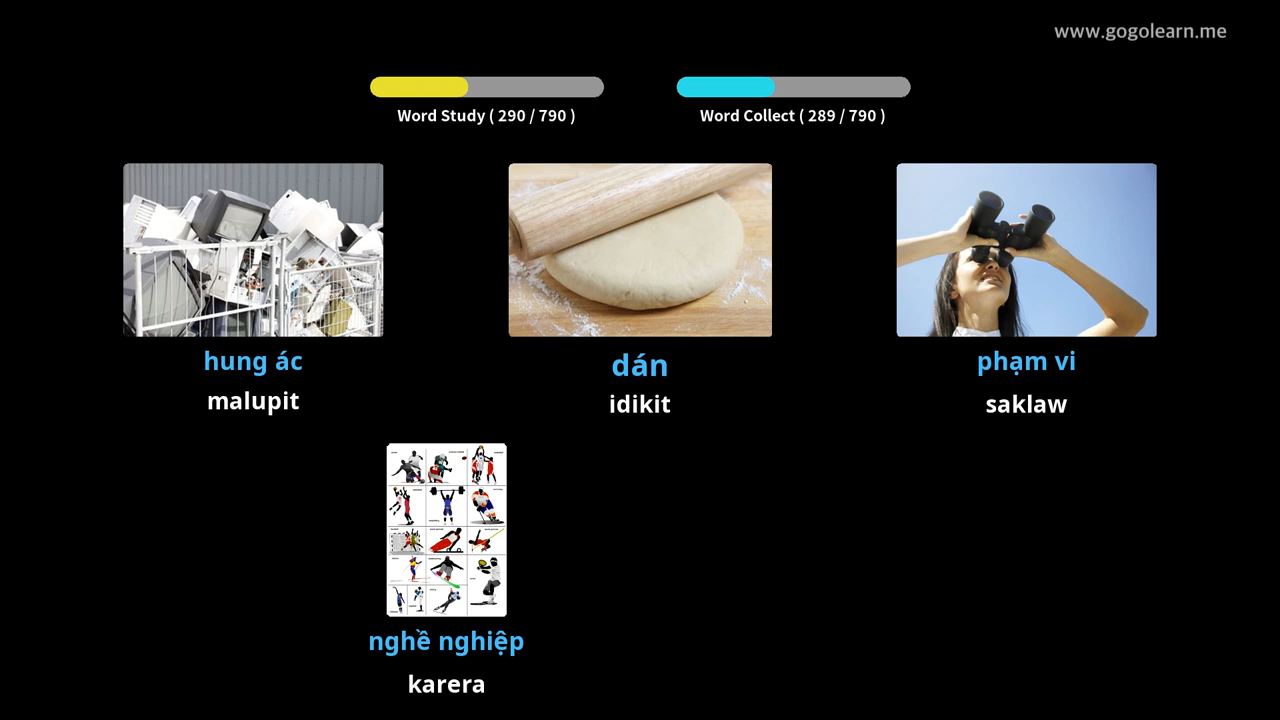 www.gogolearn.me
Word Study ( 290 / 790 )
Word Collect ( 289 / 790 )
hung ác
dán
phạm vi
malupit
idikit
saklaw
nghề nghiệp
karera